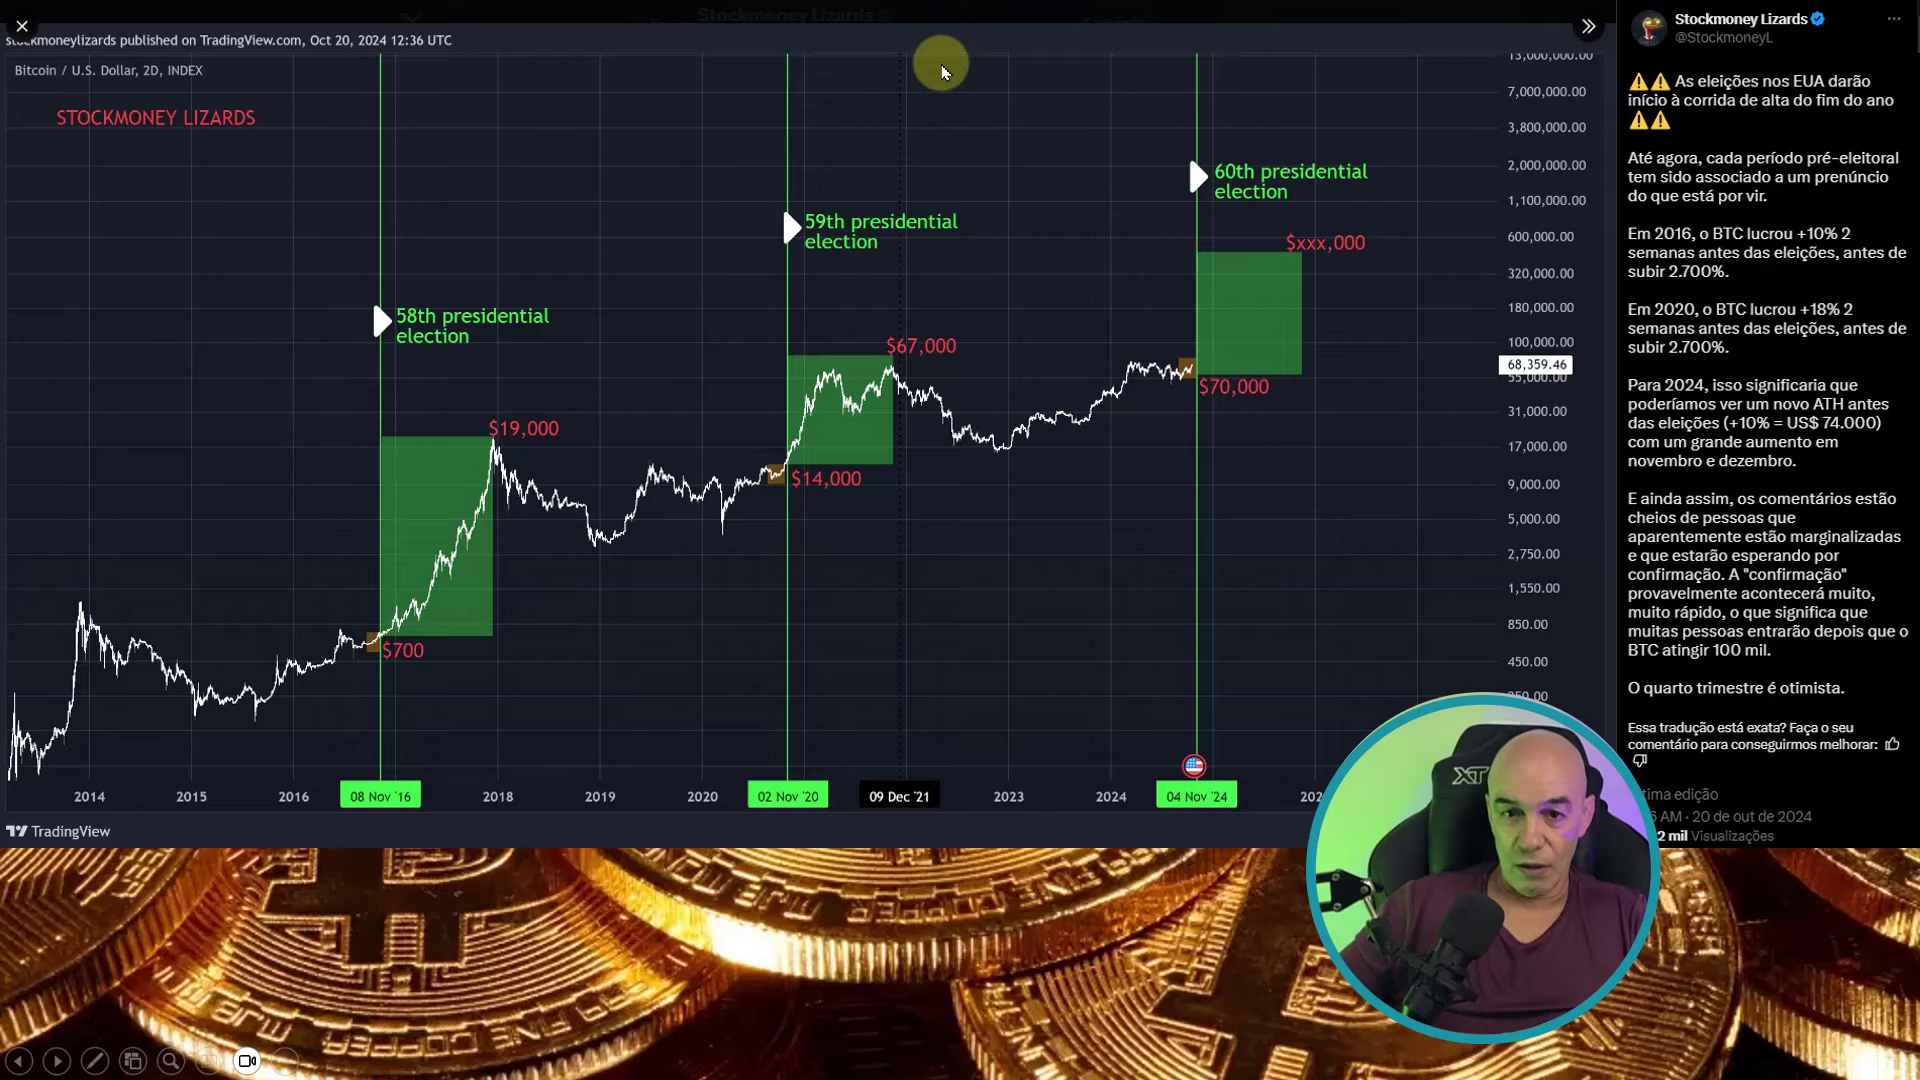 stockmoneylizards published on TradingView.com, Oct 20, 2024 12:36 UTC
Bitcoin / U.S. Dollar, 2D, INDEX
STOCKMONEY LIZARDS
58th presidential
election
59th presidential
election
60th presidential
election
$700
$19,000
$14,000
$67,000
$70,000
$xxx,000
13,000,000.00
7,000,000.00
3,800,000.00
2,000,000.00
1,100,000.00
600,000.00
320,000.00
180,000.00
100,000.00
68,359.46
55,000.00
31,000.00
17,000.00
9,000.00
5,000.00
2,750.00
1,550.00
850.00
450.00
2014
2015
2016
08 Nov '16
2018
2019
2020
02 Nov '20
09 Dec '21
2023
2024
04 Nov '24
TradingView
Stockmoney Lizards
@StockmoneyL
⚠️⚠️ As eleições nos EUA darão
início à corrida de alta do fim do ano
⚠️⚠️
Até agora, cada período pré-eleitoral
tem sido associado a um prenúncio
do que está por vir.
Em 2016, o BTC lucrou +10% 2
semanas antes das eleições, antes de
subir 2.700%.
Em 2020, o BTC lucrou +18% 2
semanas antes das eleições, antes de
subir 2.700%.
Para 2024, isso significaria que
poderíamos ver um novo ATH antes
das eleições (+10% = US$ 74.000)
com um grande aumento em
novembro e dezembro.
E ainda assim, os comentários estão
cheios de pessoas que
aparentemente estão marginalizadas
e que estarão esperando por
confirmação. A "confirmação"
provavelmente acontecerá muito,
muito rápido, o que significa que
muitas pessoas entrarão depois que o
BTC atingir 100 mil.
O quarto trimestre é otimista.
Essa tradução está exata? Faça o seu
comentário para conseguirmos melhorar:
edição
AM · 20 de out de 2024
mil Visualizações
XT